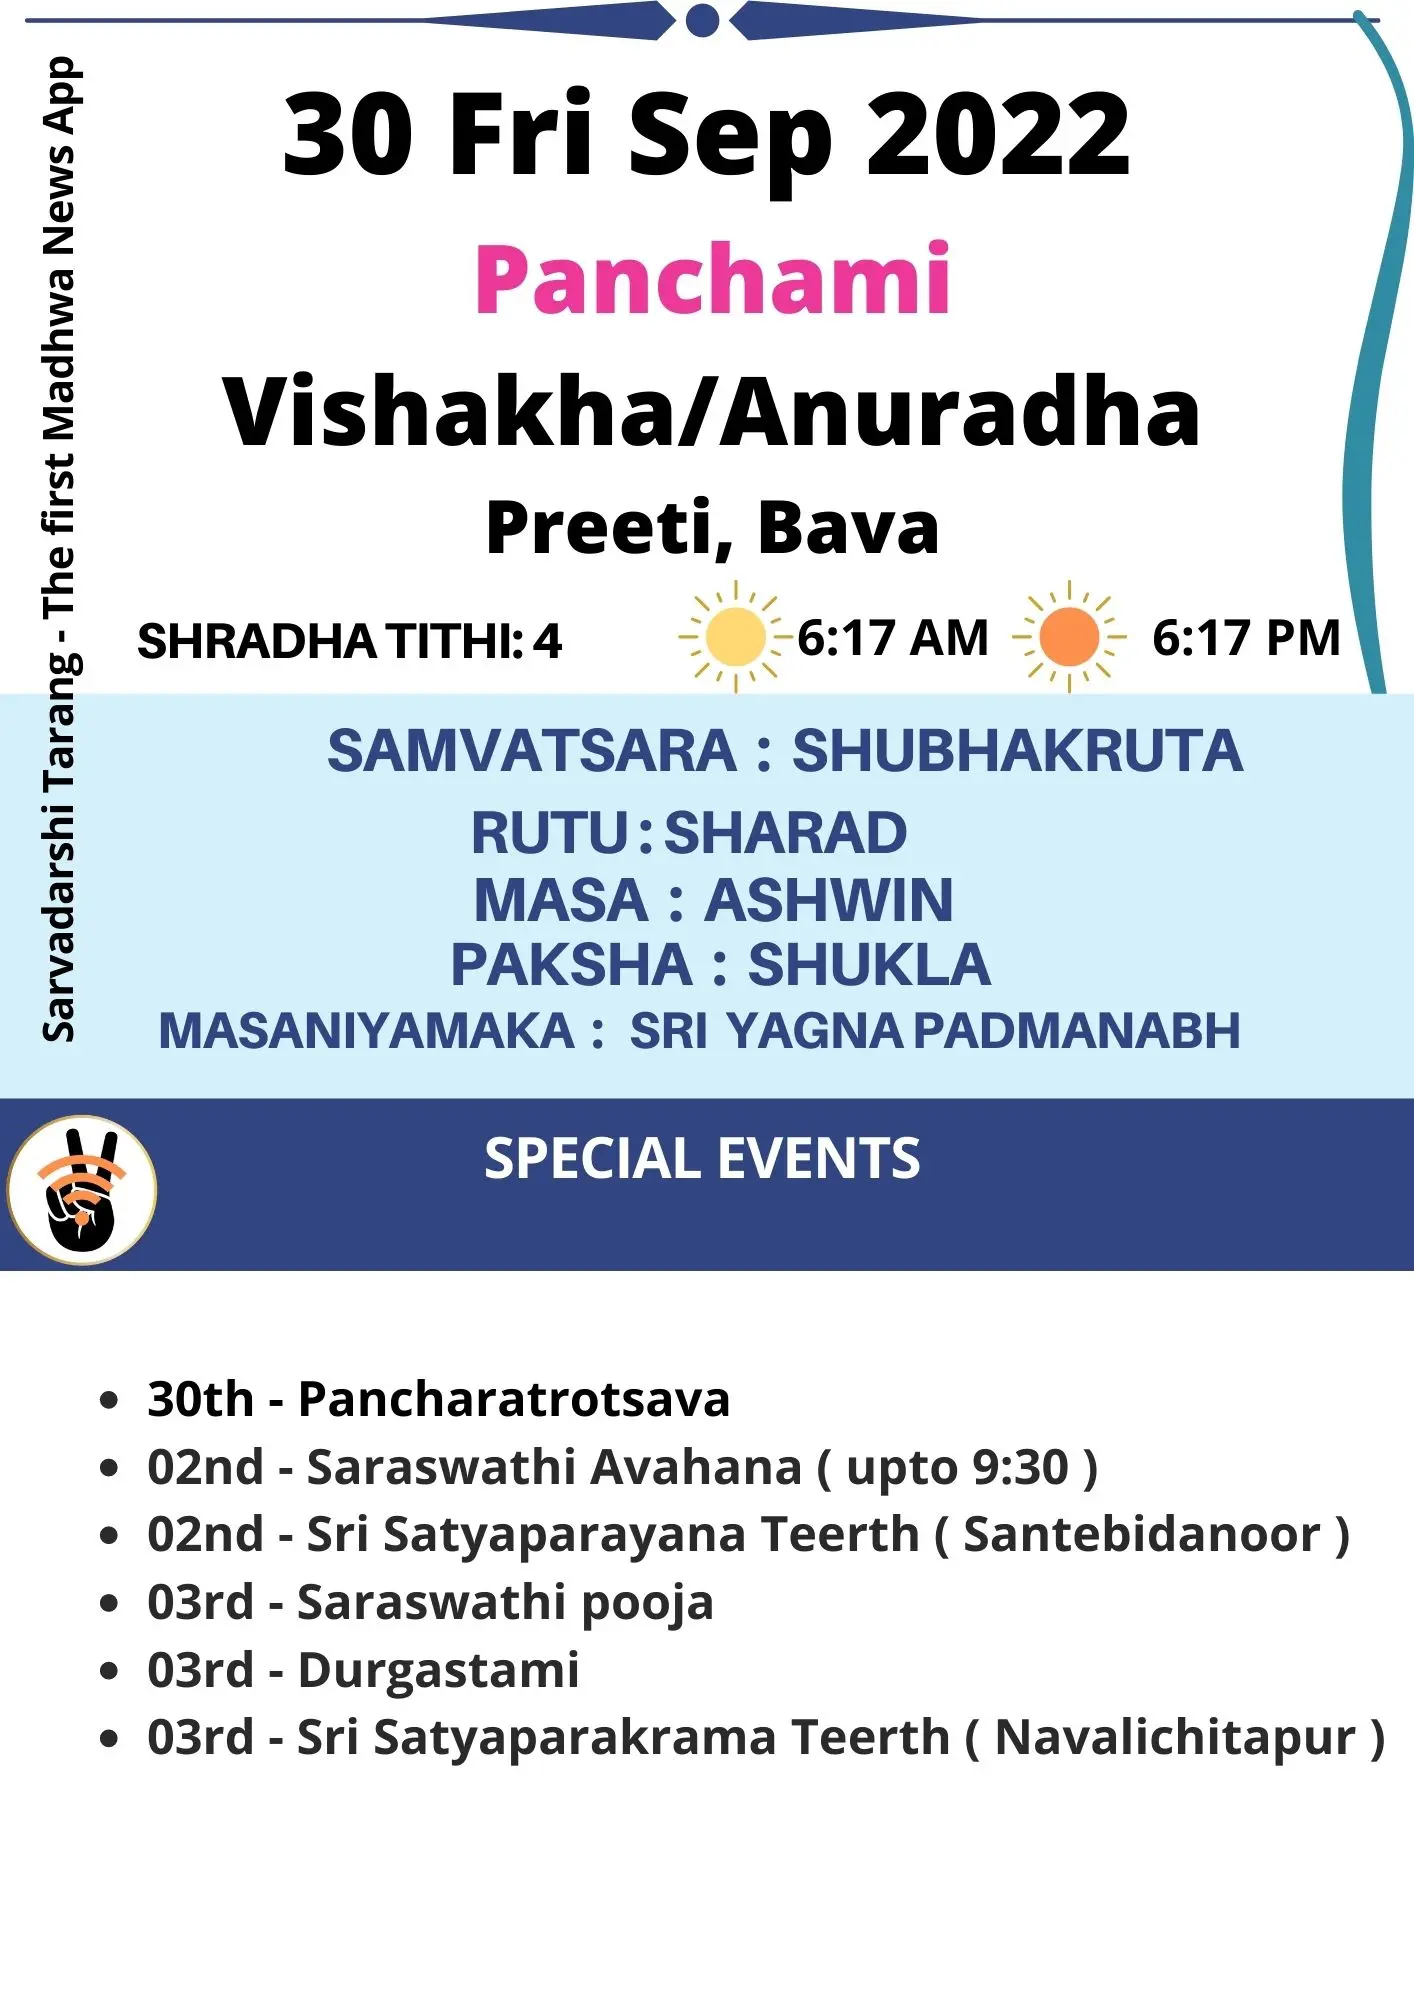 30 Fri Sep 2022
Panchami
Vishakha/Anuradha
Preeti, Bava
SHRADHA TITHI: 4
6:17 AM
6:17 PM
Sarvadarshi Tarang - The first Madhwa News App
SAMVATSARA : SHUBHAKRUTA
RUTU : SHARAD
MASA : ASHWIN
PAKSHA : SHUKLA
MASANIYAMAKA : SRI YAGNA PADMANABH
SPECIAL EVENTS
• 30th - Pancharatrotsava
• 02nd - Saraswathi Avahana ( upto 9:30 )
• 02nd - Sri Satyaparayana Teerth ( Santebidanoor )
• 03rd - Saraswathi pooja
• 03rd - Durgastami
• 03rd - Sri Satyaparakrama Teerth ( Navalichitapur )